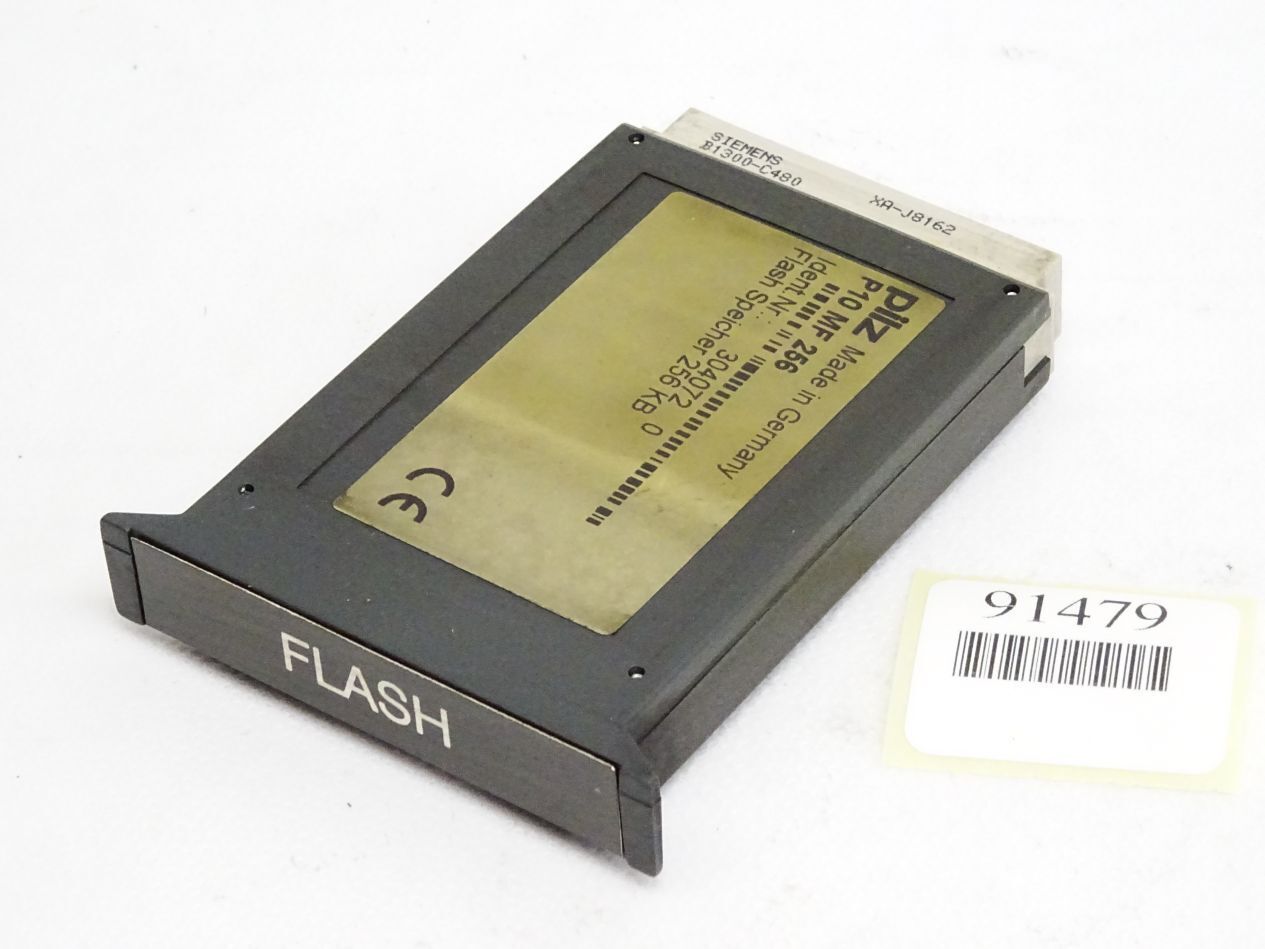 SIEMENS
B1300-C480 XA-J8162
pilz Made in Germany
P10 MF 256
Ident.Nr.: 304072 0
Flash Speicher 256 KB
CE
FLASH
91479